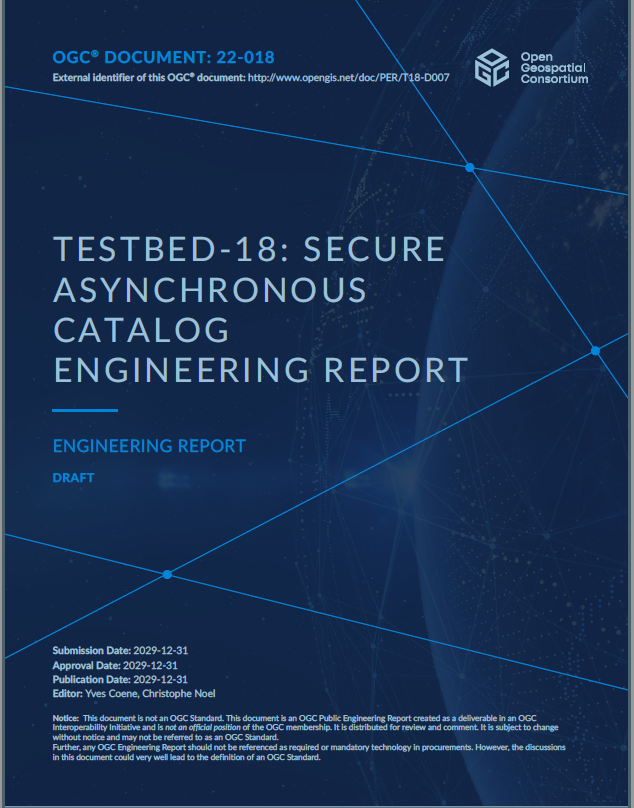 OGC® DOCUMENT: 22-018
External identifier of this OGC® document: http://www.opengis.net/doc/PER/T18-D007
OGC
Open
Geospatial
Consortium
TESTBED-18: SECURE
ASYNCHRONOUS
CATALOG
ENGINEERING REPORT
ENGINEERING REPORT
DRAFT
Submission Date: 2029-12-31
Approval Date: 2029-12-31
Publication Date: 2029-12-31
Editor: Yves Coene, Christophe Noel
Notice: This document is not an OGC Standard. This document is an OGC Public Engineering Report created as a deliverable in an OGC
Interoperability Initiative and is not an official position of the OGC membership. It is distributed for review and comment. It is subject to change
without notice and may not be referred to as an OGC Standard.
Further, any OGC Engineering Report should not be referenced as required or mandatory technology in procurements. However, the discussions
in this document could very well lead to the definition of an OGC Standard.